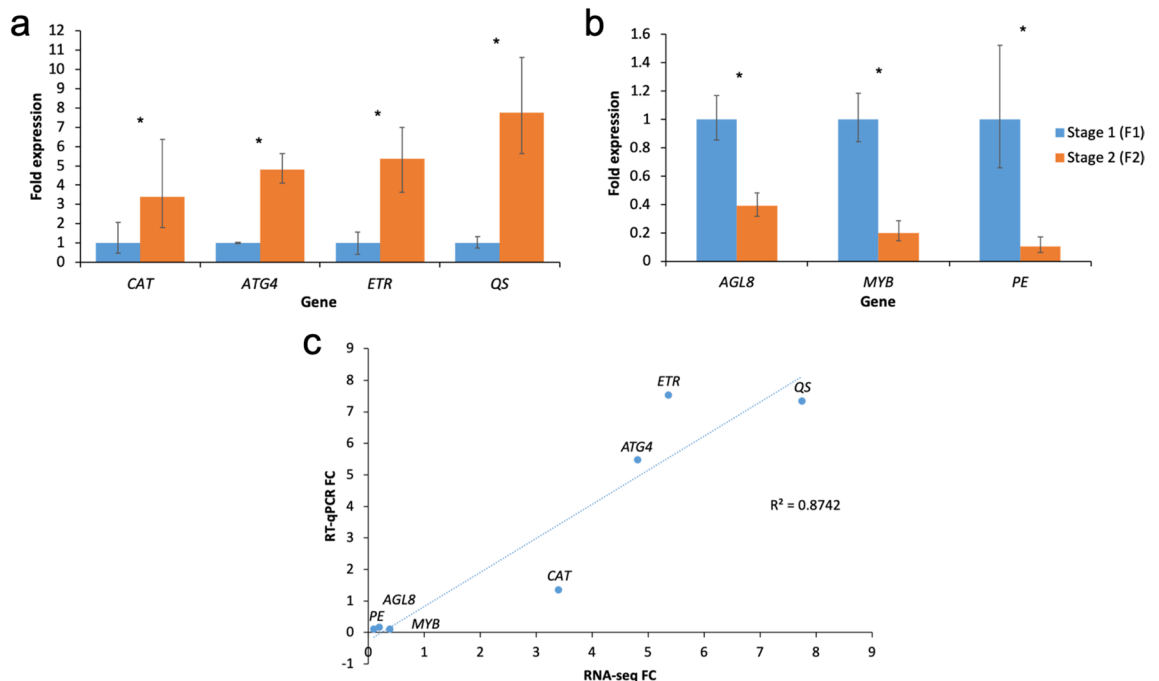 a
12
11
10
9
8
7
6
5
4
3
2
1
0
Fold expression
*
*
*
*
CAT
ATG4
ETR
QS
Gene
b
1.6
1.4
1.2
1
0.8
0.6
0.4
0.2
0
Fold expression
*
*
*
AGL8
MYB
PE
Gene
Stage 1 (F1)
Stage 2 (F2)
c
9
8
7
6
5
4
3
2
1
0
-1
RT-qPCR FC
ETR
QS
ATG4
R² = 0.8742
CAT
AGL8
PE
MYB
0
1
2
3
4
5
6
7
8
9
RNA-seq FC